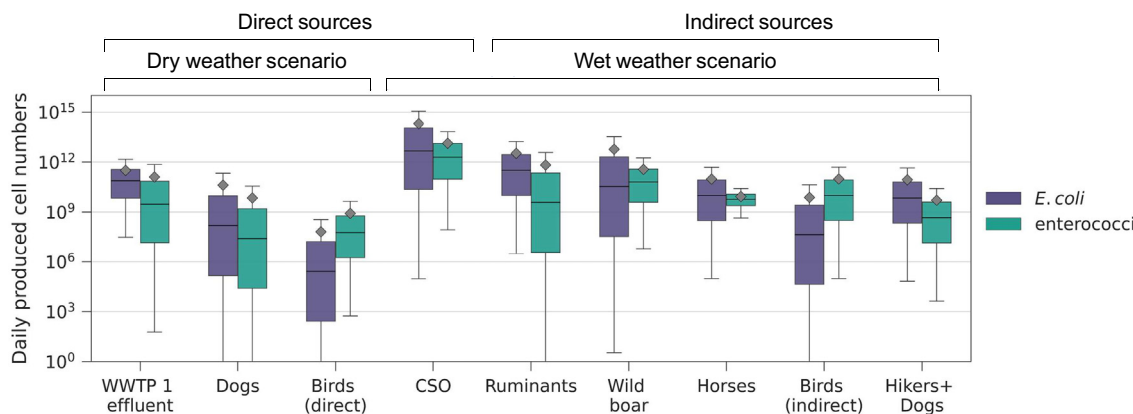 Direct sources
Indirect sources
Dry weather scenario
Wet weather scenario
Daily produced cell numbers
10^15
10^12
10^9
10^6
10^3
10^0
WWTP 1
effluent
Dogs
Birds
(direct)
CSO
Ruminants
Wild
boar
Horses
Birds
(indirect)
Hikers+
Dogs
E. coli
enterococci